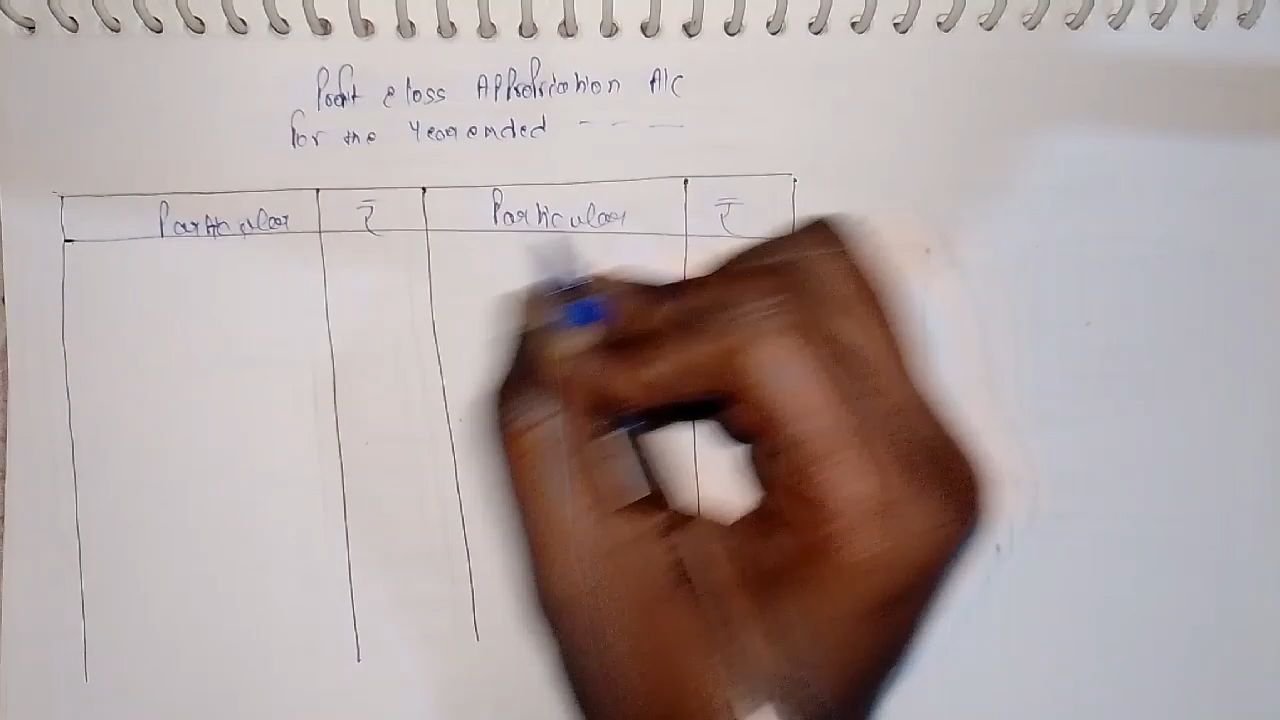 Profit & loss Appropriation A/C
for the Year ended - - -
Particular ₹ Particular ₹